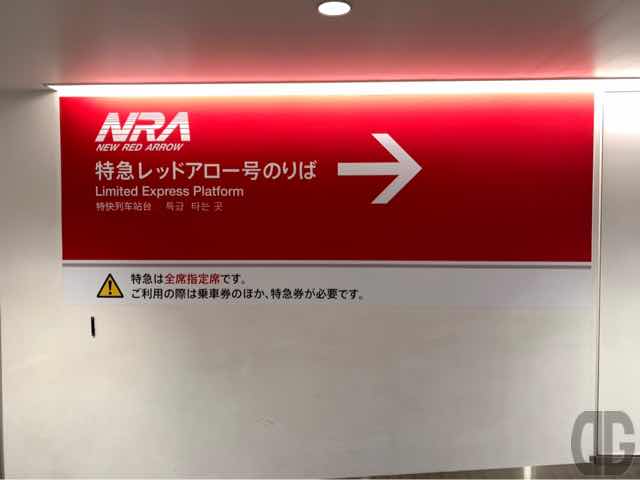 NRA
NEW RED ARROW
特急レッドアロー号のりば
Limited Express Platform
特快列车站台 특급 타는 곳
特急は全席指定席です。
ご利用の際は乗車券のほか、特急券が必要です。
DG